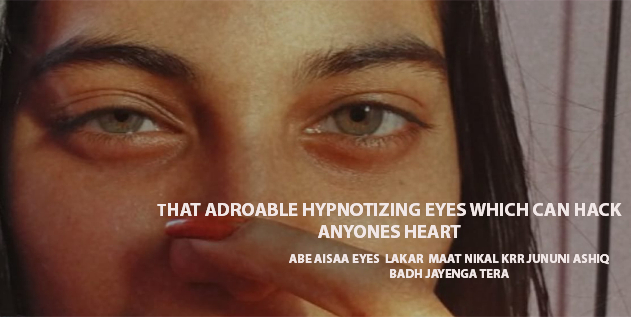 THAT ADROABLE HYPNOTIZING EYES WHICH CAN HACK
ANYONES HEART
ABE AISAA EYES LAKAR MAAT NIKAL KRR JUNUNI ASHIQ
BADH JAYENGA TERA